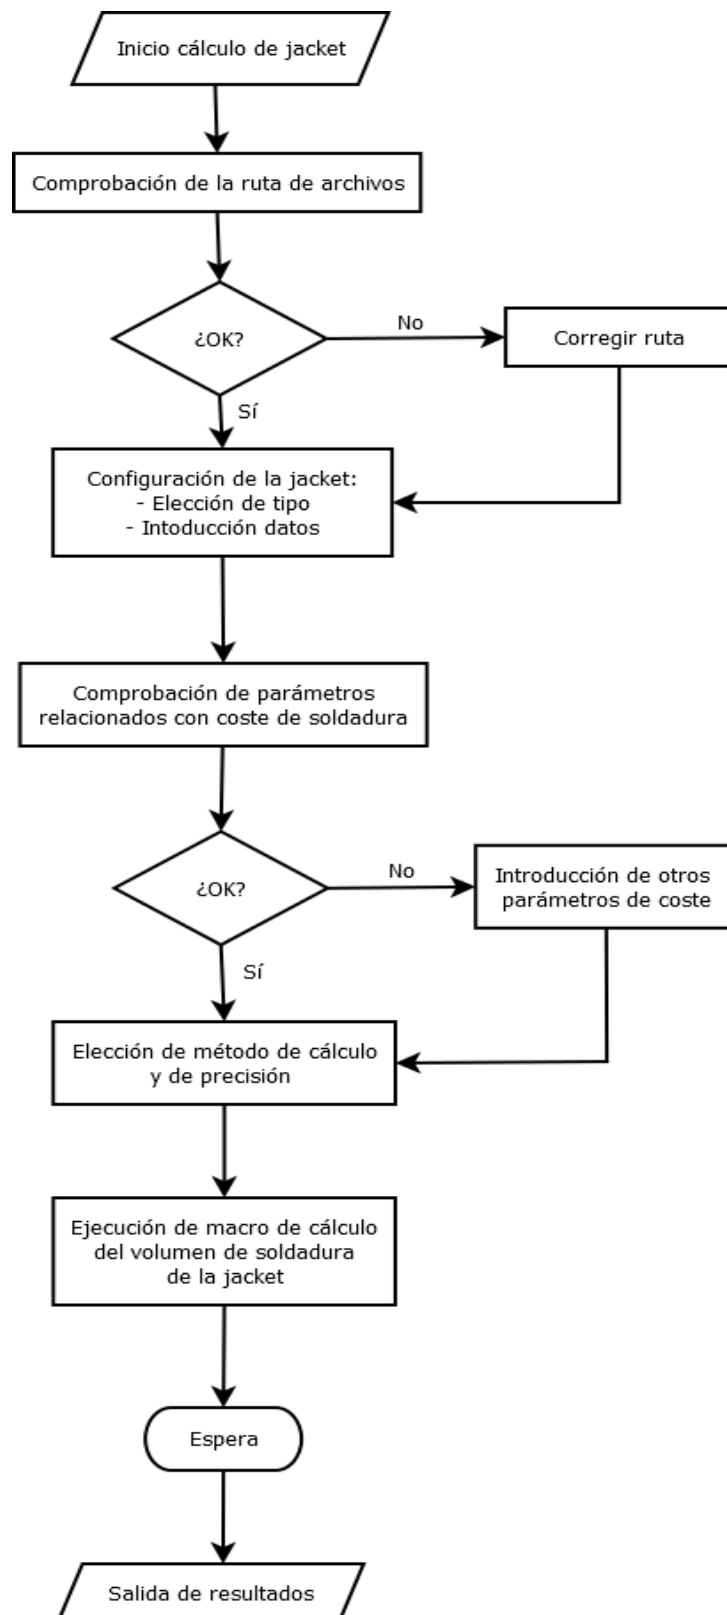 Inicio cálculo de jacket
Comprobación de la ruta de archivos
¿OK?
No
Corregir ruta
Sí
Configuración de la jacket:
- Elección de tipo
- Intoducción datos
Comprobación de parámetros
relacionados con coste de soldadura
¿OK?
No
Introducción de otros
parámetros de coste
Sí
Elección de método de cálculo
y de precisión
Ejecución de macro de cálculo
del volumen de soldadura
de la jacket
Espera
Salida de resultados